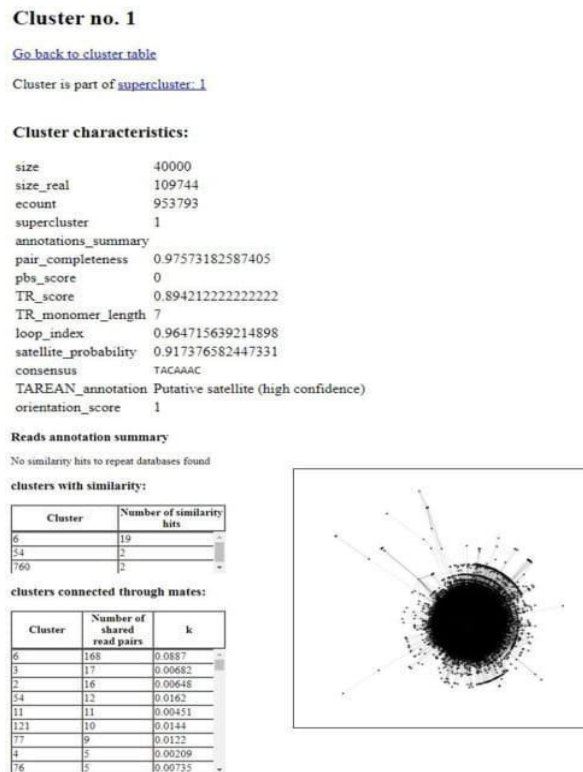 Cluster no. 1
Go back to cluster table
Cluster is part of supercluster: 1
Cluster characteristics:
size 40000
size_real 109744
ecount 953793
supercluster 1
annotations_summary
pair_completeness 0.97573182587405
pbs_score 0
TR_score 0.894212222222222
TR_monomer_length 7
loop_index 0.964715639214898
satellite_probability 0.917376582447331
consensus TACAAAC
TAREAN_annotation Putative satellite (high confidence)
orientation_score 1
Reads annotation summary
No similarity hits to repeat databases found
clusters with similarity:
Cluster Number of similarity
hits
6 19
54 2
760 2
clusters connected through mates:
Cluster Number of shared read pairs k
6 168 0.0887
3 17 0.00682
2 16 0.00648
54 12 0.0162
11 11 0.00451
121 10 0.0144
77 9 0.0122
4 5 0.00209
76 5 0.00735